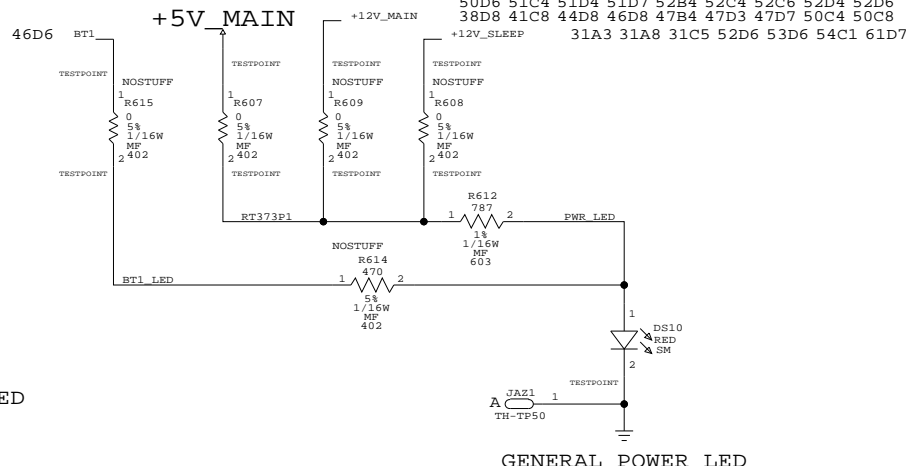 50D6 51C4 51D4 51D7 52B4 52C4 52C6 52D4 52D6
38D8 41C8 44D8 46D8 47B4 47D3 47D7 50C4 50C8
31A3 31A8 31C5 52D6 53D6 54C1 61D7
+5V_MAIN
+12V_MAIN
+12V_SLEEP
46D6 BT1
TESTPOINT
TESTPOINT
TESTPOINT
TESTPOINT
NOSTUFF
1
R615
0
5%
1/16W
MF
402
2
TESTPOINT
1
R607
0
5%
1/16W
MF
402
2
TESTPOINT
NOSTUFF
1
R609
0
5%
1/16W
MF
402
2
TESTPOINT
NOSTUFF
1
R608
0
5%
1/16W
MF
402
2
TESTPOINT
RT373P1
R612
787
1 2
1%
1/16W
MF
603
PWR_LED
NOSTUFF
R614
470
1 2
5%
1/16W
MF
402
BT1_LED
1
DS10
RED
SM
2
TESTPOINT
A JAZ1 1
TH-TP50
ED
GENERAL POWER LED